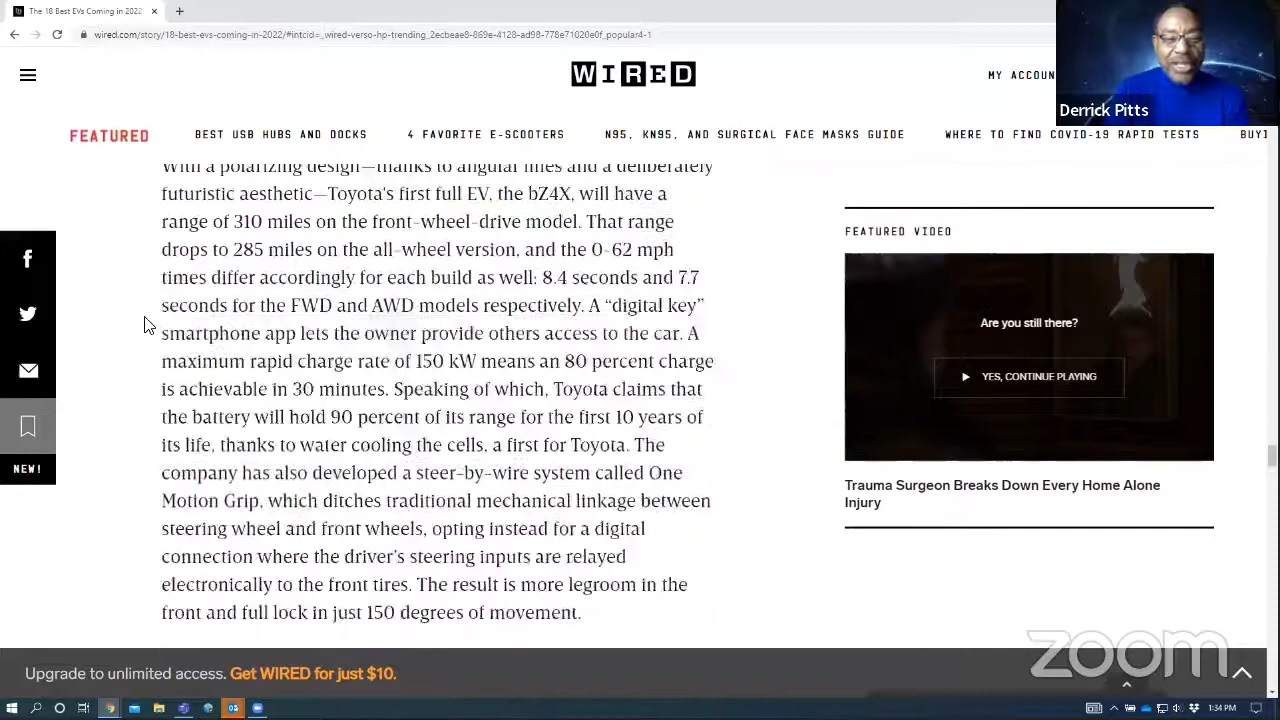 The 18 Best EVs Coming in 2022
wired.com/story/18-best-evs-coming-in-2022/#intcid=_wired-verso-hp-trending_2ecbeae8-869e-4128-ad98-778e71020e0f_popular4-1
WIRED
MY ACCOUN
Derrick Pitts
FEATURED
BEST USB HUBS AND DOCKS
4 FAVORITE E-SCOOTERS
N95, KN95, AND SURGICAL FACE MASKS GUIDE
WHERE TO FIND COVID-19 RAPID TESTS
BUYI
With a polarizing design—thanks to angular lines and a deliberately
futuristic aesthetic—Toyota's first full EV, the bZ4X, will have a
range of 310 miles on the front-wheel-drive model. That range
drops to 285 miles on the all-wheel version, and the 0-62 mph
times differ accordingly for each build as well: 8.4 seconds and 7.7
seconds for the FWD and AWD models respectively. A “digital key”
smartphone app lets the owner provide others access to the car. A
maximum rapid charge rate of 150 kW means an 80 percent charge
is achievable in 30 minutes. Speaking of which, Toyota claims that
the battery will hold 90 percent of its range for the first 10 years of
its life, thanks to water cooling the cells, a first for Toyota. The
company has also developed a steer-by-wire system called One
Motion Grip, which ditches traditional mechanical linkage between
steering wheel and front wheels, opting instead for a digital
connection where the driver's steering inputs are relayed
electronically to the front tires. The result is more legroom in the
front and full lock in just 150 degrees of movement.
NEW!
FEATURED VIDEO
Are you still there?
YES, CONTINUE PLAYING
Trauma Surgeon Breaks Down Every Home Alone
Injury
zoom
Upgrade to unlimited access. Get WIRED for just $10.
1:34 PM